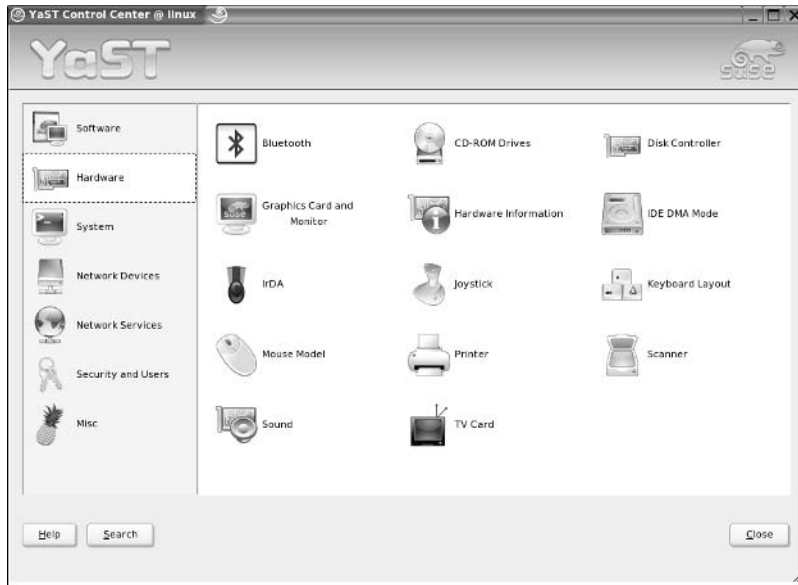 YaST Control Center @ linux
YaST
suse
Software
Hardware
System
Network Devices
Network Services
Security and Users
Misc
Bluetooth
CD-ROM Drives
Disk Controller
Graphics Card and
Monitor
suse
Hardware Information
IDE DMA Mode
IrDA
Joystick
Keyboard Layout
Mouse Model
Printer
Scanner
Sound
TV Card
Help
Search
Close